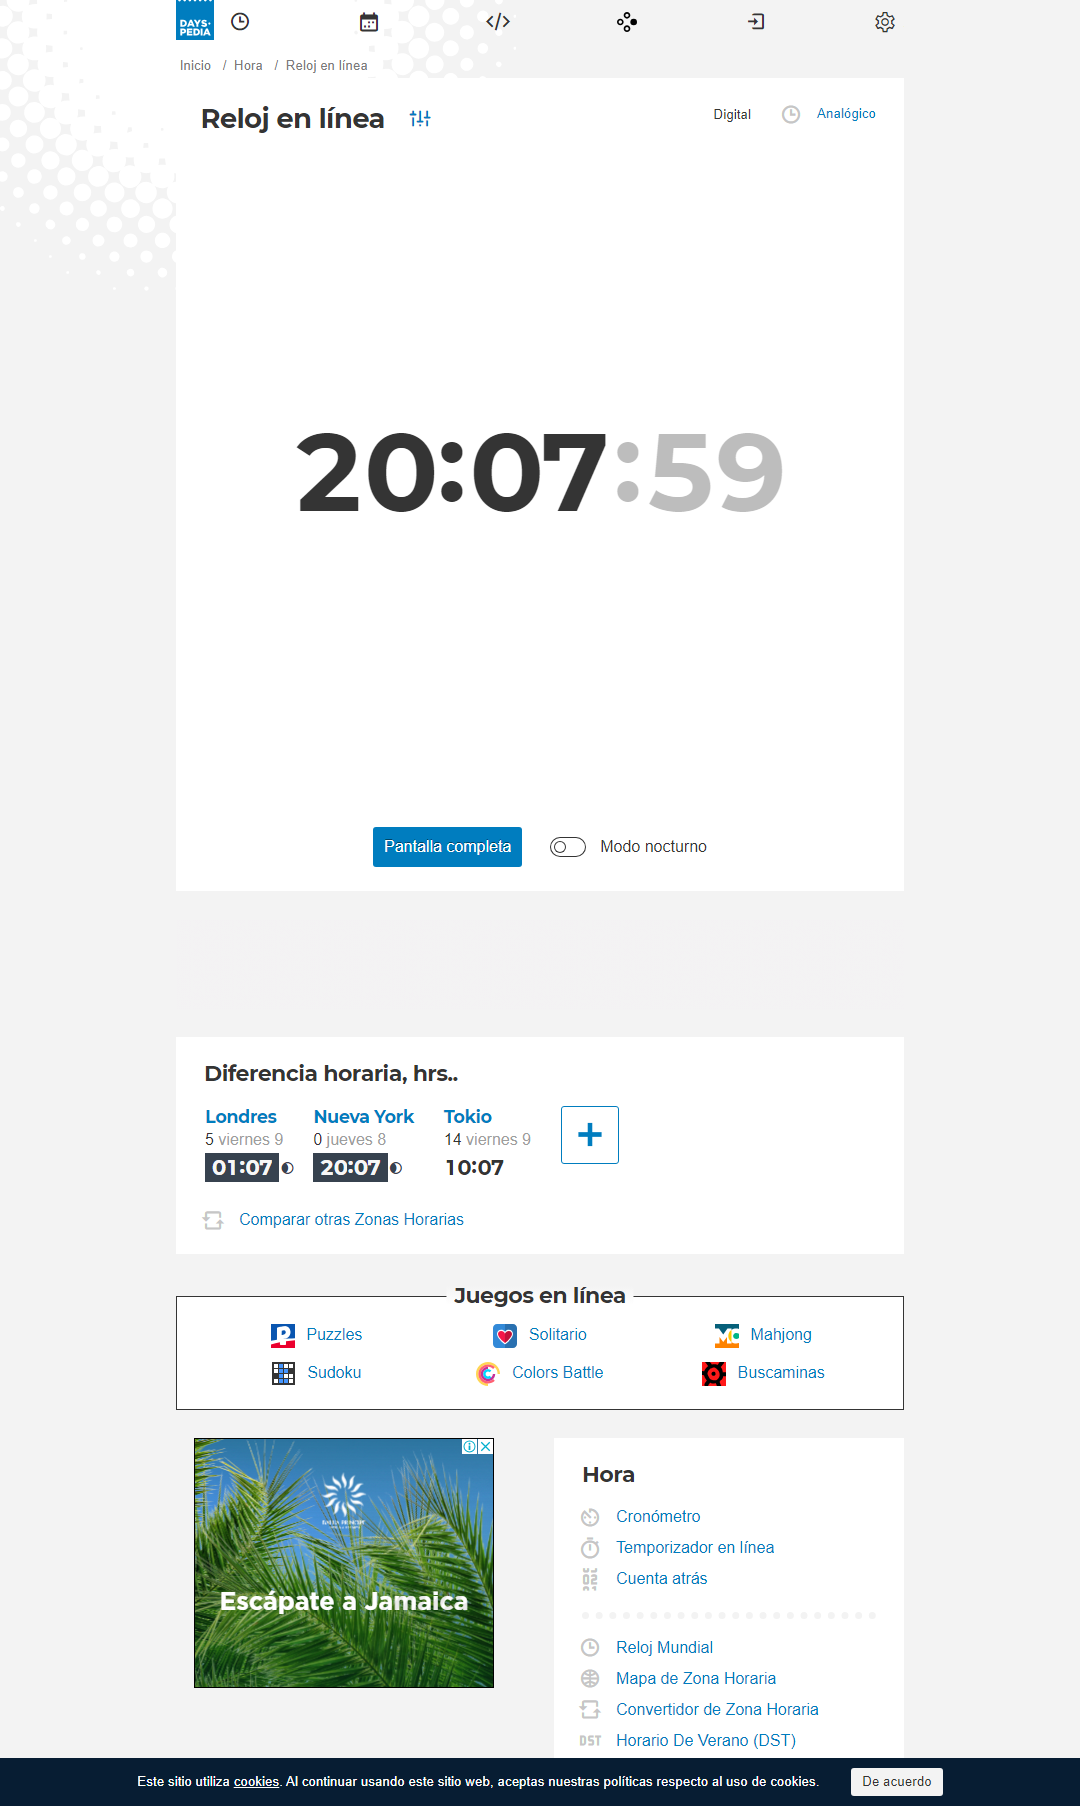 DAYS·
PEDIA
Inicio / Hora / Reloj en línea
Reloj en línea
Digital
Analógico
20:07:59
Pantalla completa
Modo nocturno
Diferencia horaria, hrs..
Londres
5 viernes 9
01:07
Nueva York
0 jueves 8
20:07
Tokio
14 viernes 9
10:07
Comparar otras Zonas Horarias
Juegos en línea
Puzzles
Solitario
Mahjong
Sudoku
Colors Battle
Buscaminas
Escápate a Jamaica
Hora
Cronómetro
Temporizador en línea
Cuenta atrás
Reloj Mundial
Mapa de Zona Horaria
Convertidor de Zona Horaria
DST Horario De Verano (DST)
Este sitio utiliza cookies. Al continuar usando este sitio web, aceptas nuestras políticas respecto al uso de cookies.
De acuerdo